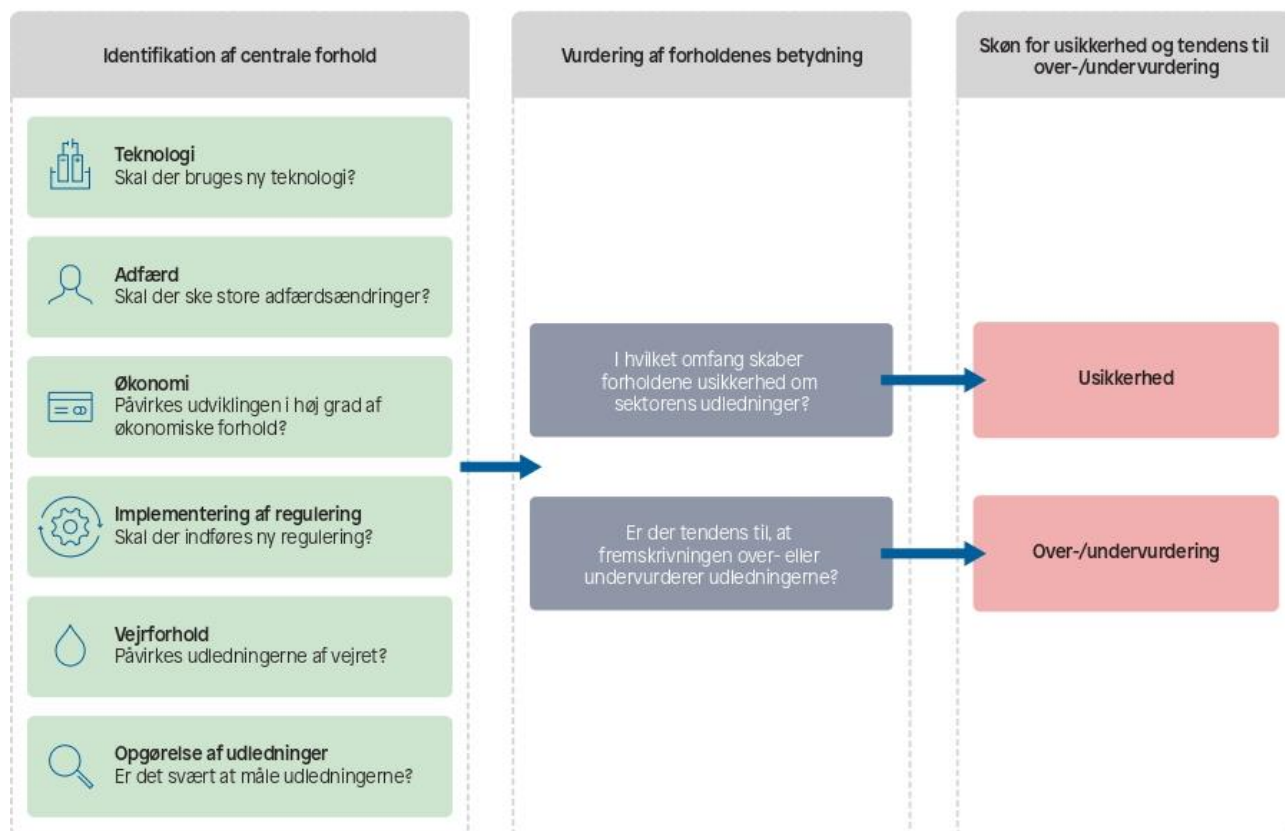 Identifikation af centrale forhold
Teknologi
Skal der bruges ny teknologi?
Adfærd
Skal der ske store adfærdsændringer?
Økonomi
Påvirkes udviklingen i høj grad af
økonomiske forhold?
Implementering af regulering
Skal der indføres ny regulering?
Vejrforhold
Påvirkes udledningerne af vejret?
Opgørelse af udledninger
Er det svært at måle udledningerne?
Vurdering af forholdenes betydning
I hvilket omfang skaber
forholdene usikkerhed om
sektorens udledninger?
Er der tendens til, at
fremskrivningen over- eller
undervurderer udledningerne?
Skøn for usikkerhed og tendens til
over-/undervurdering
Usikkerhed
Over-/undervurdering